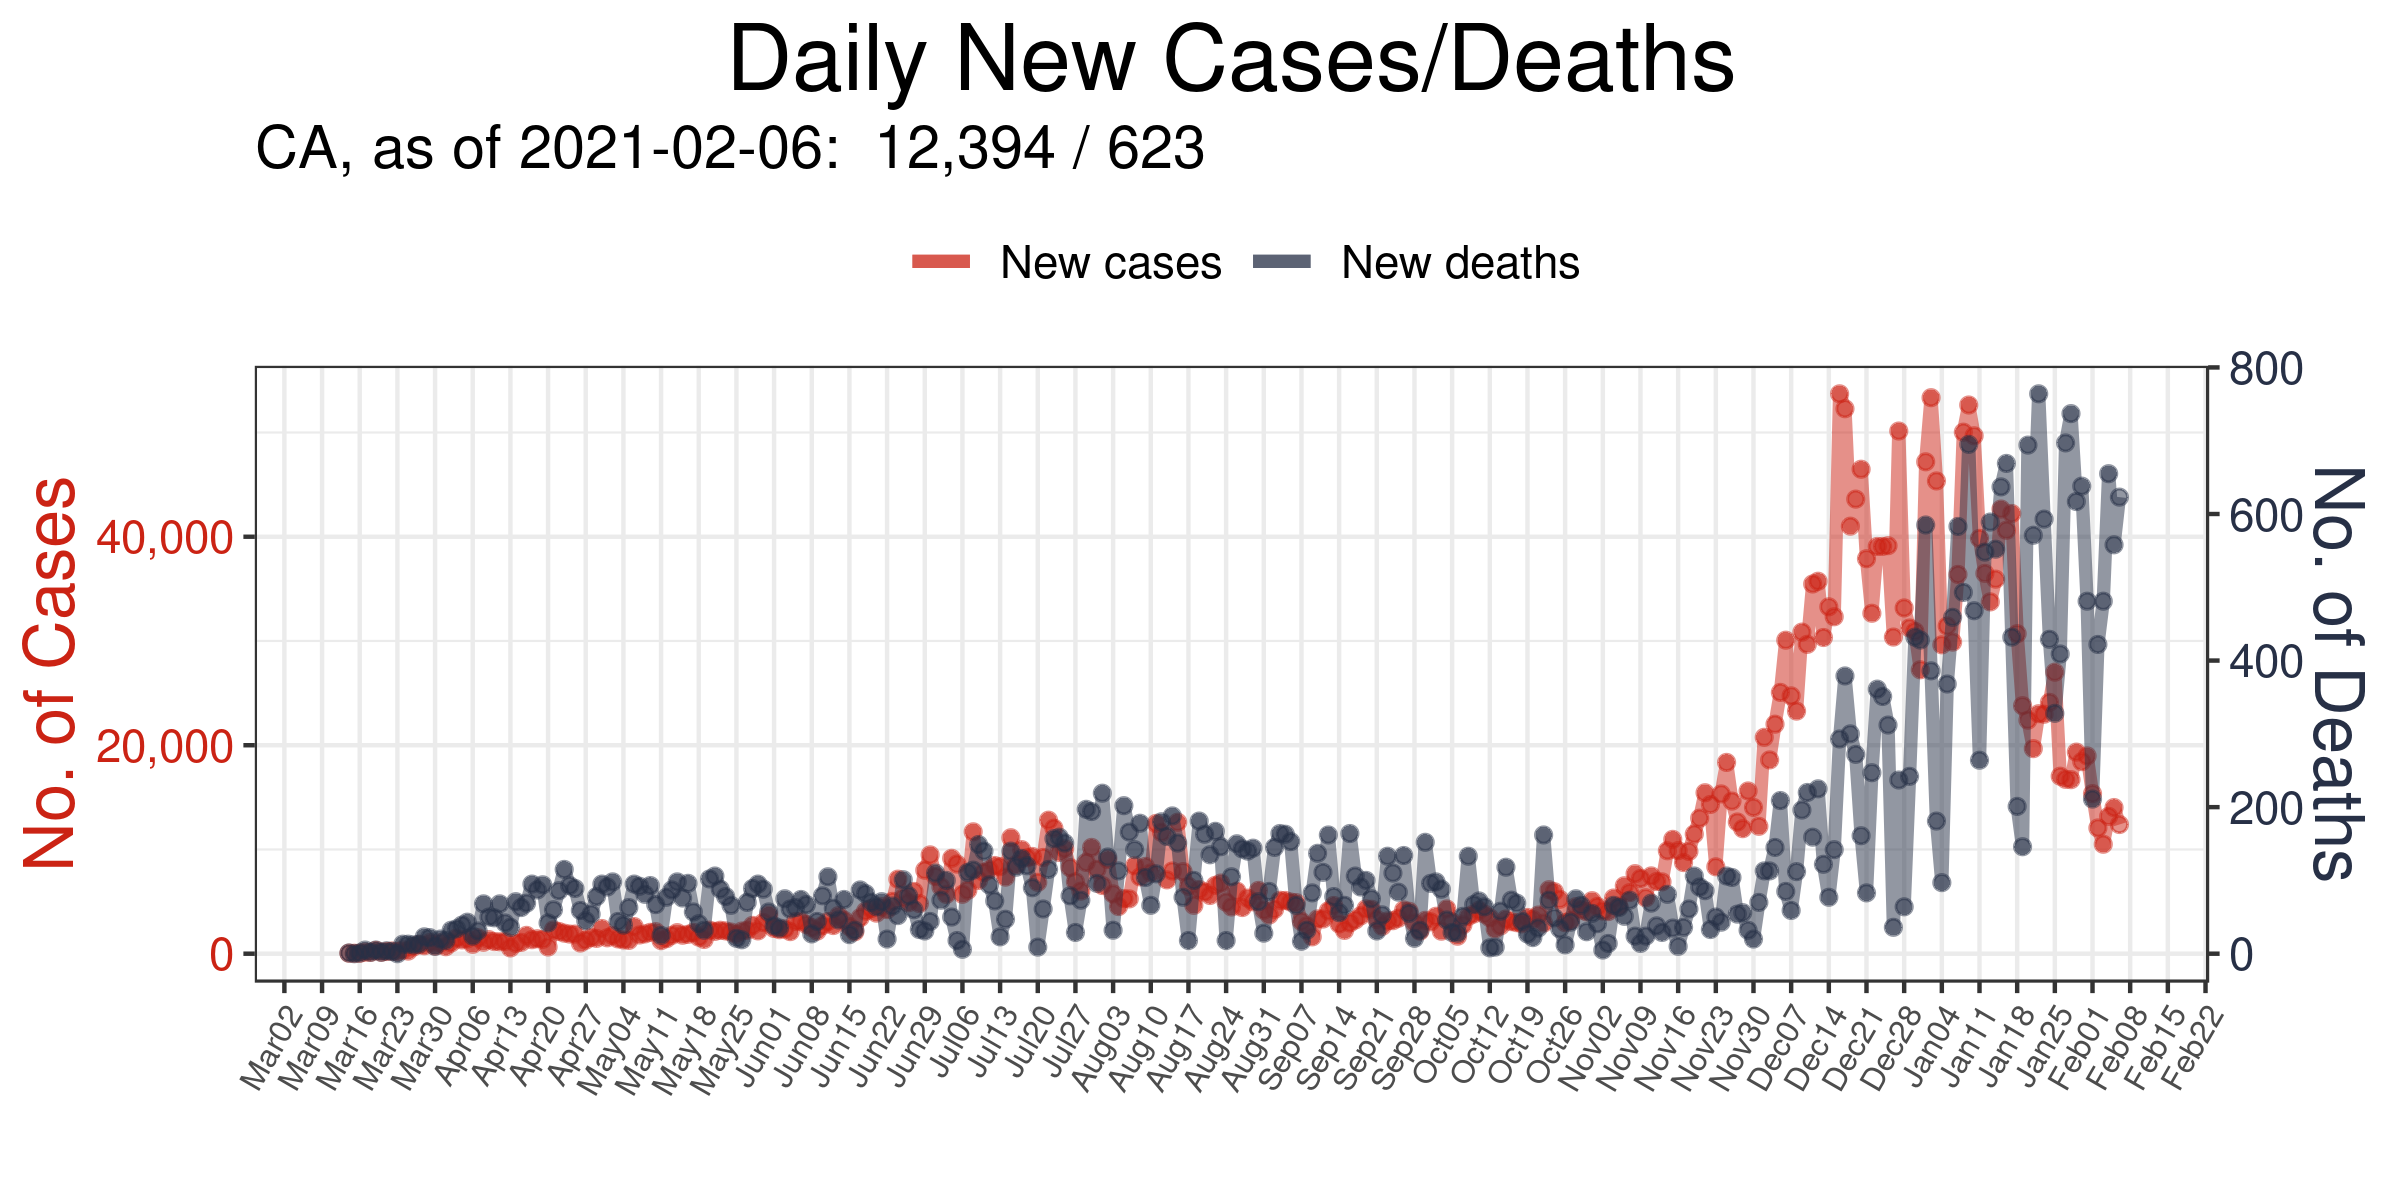 Daily New Cases/Deaths
CA, as of 2021-02-06:  12,394 / 623
New cases
New deaths
No. of Cases
40,000
20,000
0
800
600
400
200
0
No. of Deaths
Mar02
Mar09
Mar16
Mar23
Mar30
Apr06
Apr13
Apr20
Apr27
May04
May11
May18
May25
Jun01
Jun08
Jun15
Jun22
Jun29
Jul06
Jul13
Jul20
Jul27
Aug03
Aug10
Aug17
Aug24
Aug31
Sep07
Sep14
Sep21
Sep28
Oct05
Oct12
Oct19
Oct26
Nov02
Nov09
Nov16
Nov23
Nov30
Dec07
Dec14
Dec21
Dec28
Jan04
Jan11
Jan18
Jan25
Feb01
Feb08
Feb15
Feb22